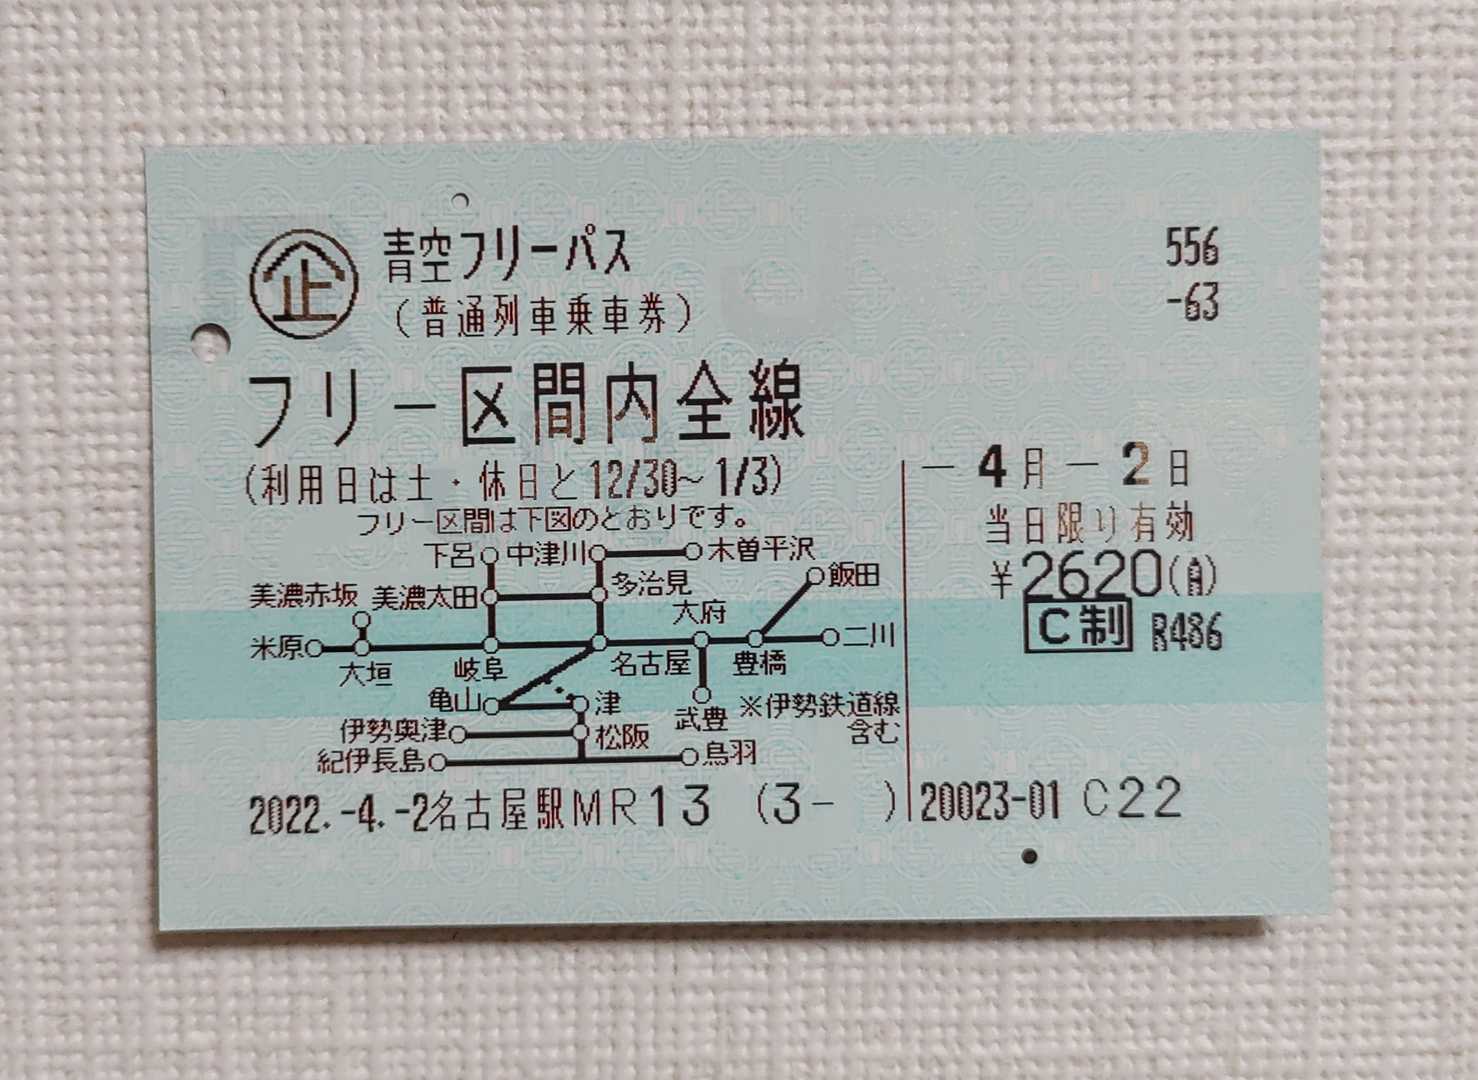 企 青空フリーパス
556
-63
（普通列車乗車券）
フリー区間内全線
(利用日は土・休日と12/30~1/3)
-4月-2日
フリー区間は下図のとおりです。
当日限り有効
¥2620(自)
C制 R486
下呂 中津川 木曽平沢
美濃赤坂 美濃太田 多治見 飯田
大府
米原 大垣 岐阜 名古屋 豊橋 二川
亀山 津 武豊 ※伊勢鉄道線
含む
伊勢奥津 松阪
紀伊長島 鳥羽
2022.-4.-2名古屋駅MR13 (3- ) 20023-01 C22